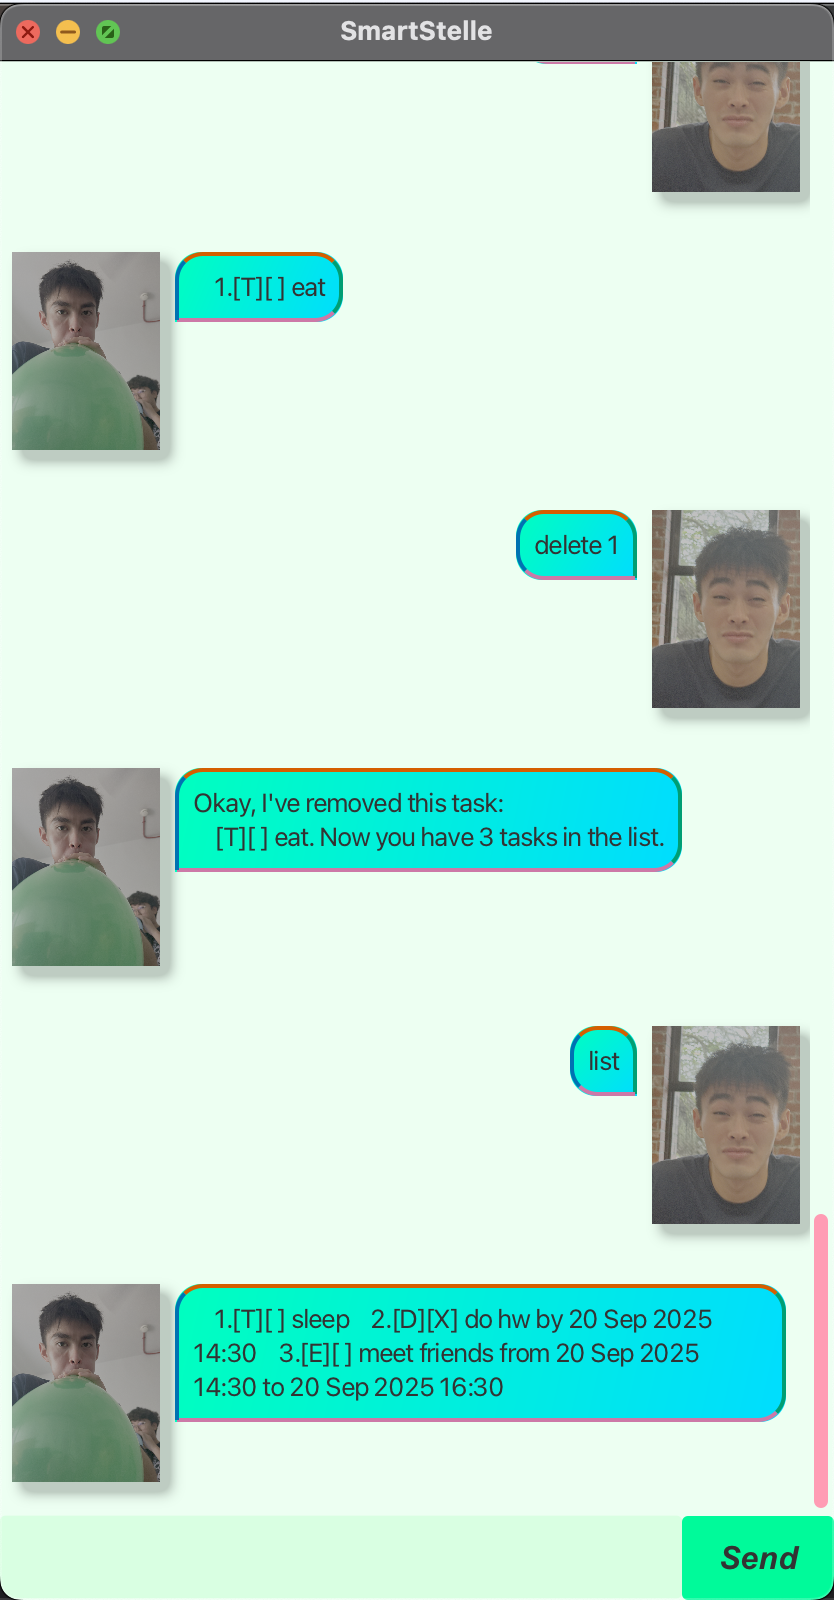 SmartStelle
1.[T][ ] eat
delete 1
Okay, I've removed this task:
[T][ ] eat. Now you have 3 tasks in the list.
list
1.[T][ ] sleep    2.[D][X] do hw by 20 Sep 2025
14:30    3.[E][ ] meet friends from 20 Sep 2025
14:30 to 20 Sep 2025 16:30
Send